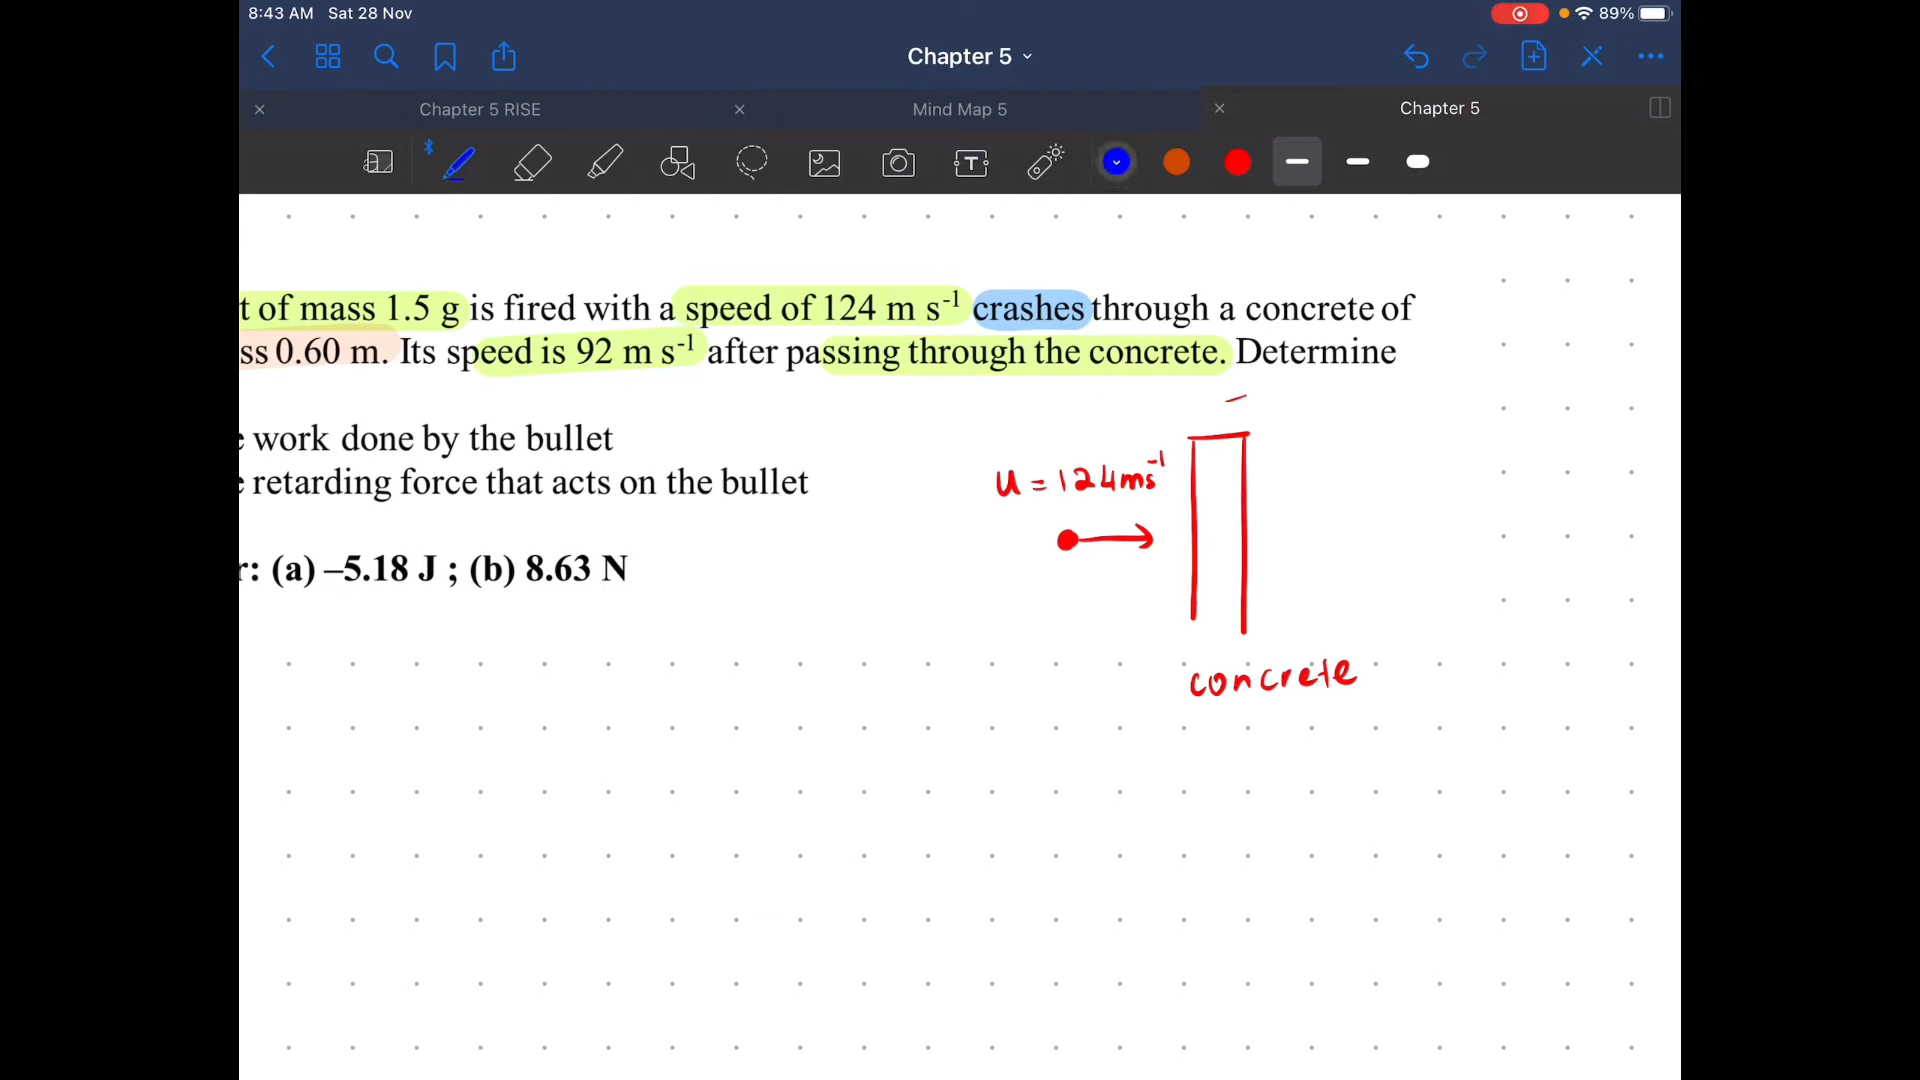 8:43 AM Sat 28 Nov
89%
Chapter 5
Chapter 5 RISE
Mind Map 5
Chapter 5
t of mass 1.5 g is fired with a speed of 124 m s⁻¹ crashes through a concrete of
ss 0.60 m. Its speed is 92 m s⁻¹ after passing through the concrete. Determine
e work done by the bullet
e retarding force that acts on the bullet
r: (a) –5.18 J ; (b) 8.63 N
u = 124 ms⁻¹
concrete